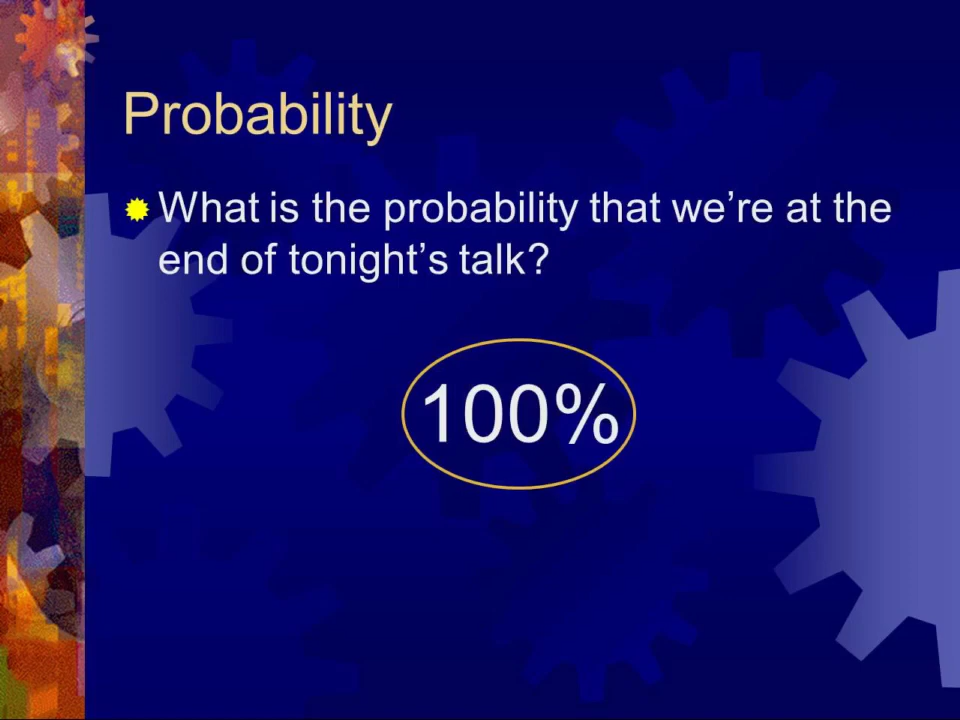 Probability
What is the probability that we’re at the
end of tonight’s talk?
100%